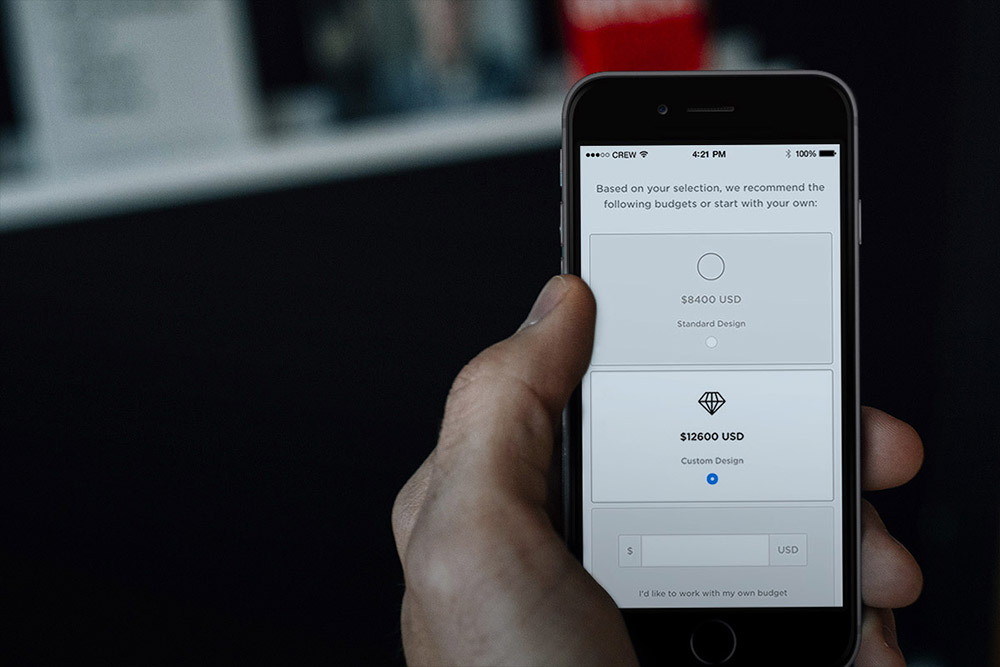 CREW 4:21 PM 100%
Based on your selection, we recommend the
following budgets or start with your own:
$8400 USD
Standard Design
$12600 USD
Custom Design
$ USD
I'd like to work with my own budget